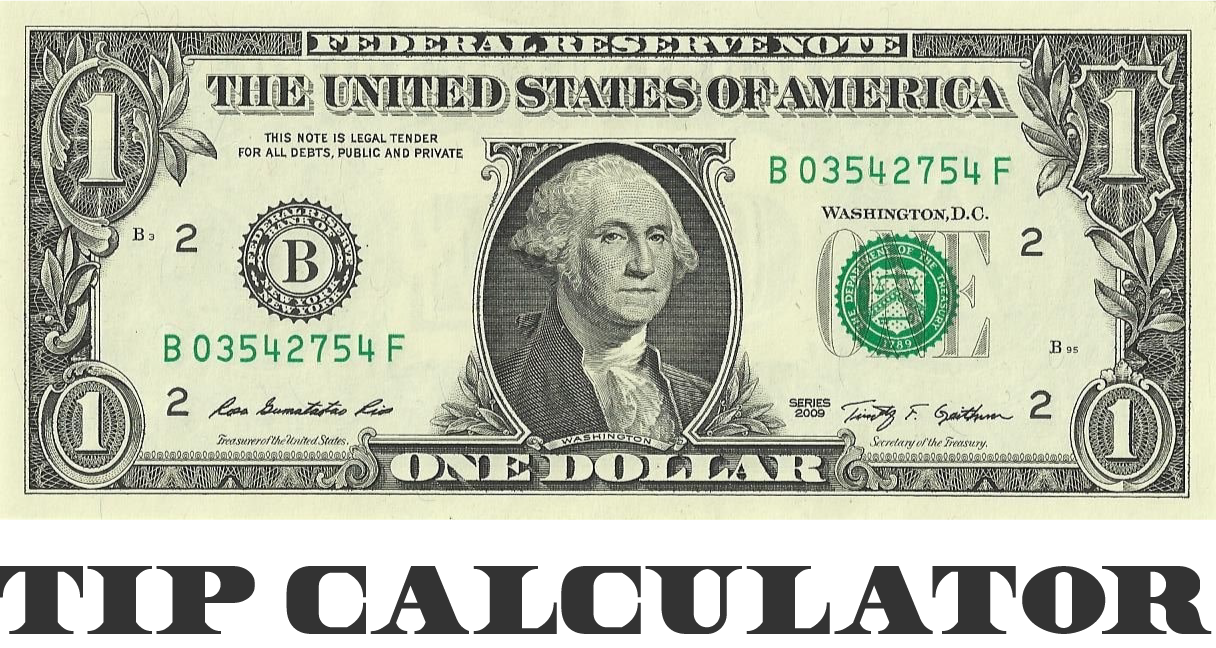 FEDERAL RESERVE NOTE
THE UNITED STATES OF AMERICA
1
1
THIS NOTE IS LEGAL TENDER
FOR ALL DEBTS, PUBLIC AND PRIVATE
B 03542754 F
WASHINGTON, D.C.
B 3
2
FEDERAL RESERVE BANK OF
B
NEW YORK
NEW YORK
ONE
THE DEPARTMENT OF THE TREASURY
1789
2
B 03542754 F
B 95
2
Rosa Gumataotao Rios
SERIES
2009
Timothy F. Geithner
2
Treasurer of the United States.
WASHINGTON
Secretary of the Treasury.
1
ONE DOLLAR
1
TIP CALCULATOR